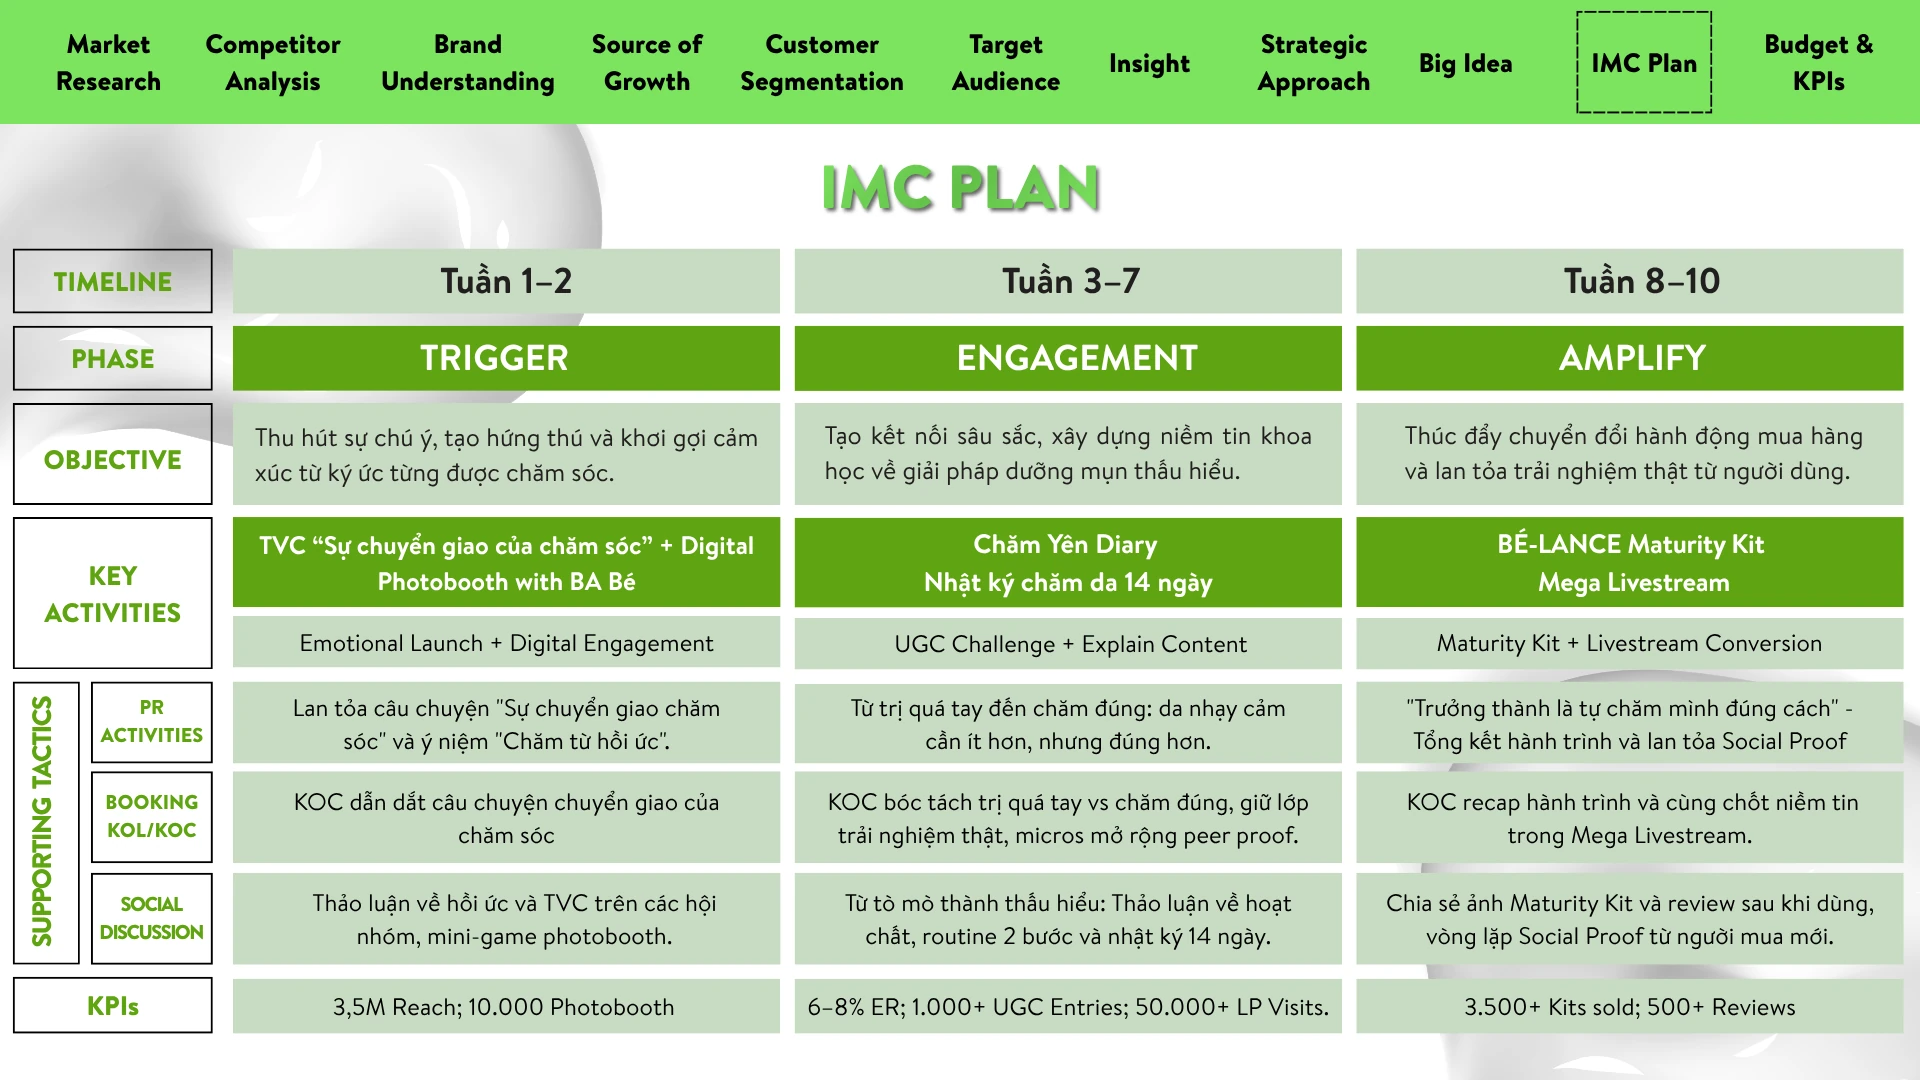 Market
Research
Competitor
Analysis
Brand
Understanding
Source of
Growth
Customer
Segmentation
Target
Audience
Insight
Strategic
Approach
Big Idea
IMC Plan
Budget &
KPIs
IMC PLAN
TIMELINE
Tuần 1–2
Tuần 3–7
Tuần 8–10
PHASE
TRIGGER
ENGAGEMENT
AMPLIFY
OBJECTIVE
Thu hút sự chú ý, tạo hứng thú và khơi gợi cảm
xúc từ ký ức từng được chăm sóc.
Tạo kết nối sâu sắc, xây dựng niềm tin khoa
học về giải pháp dưỡng mụn thấu hiểu.
Thúc đẩy chuyển đổi hành động mua hàng
và lan tỏa trải nghiệm thật từ người dùng.
KEY
ACTIVITIES
TVC “Sự chuyển giao của chăm sóc” + Digital
Photobooth with BA Bé
Chăm Yên Diary
Nhật ký chăm da 14 ngày
BÉ-LANCE Maturity Kit
Mega Livestream
Emotional Launch + Digital Engagement
UGC Challenge + Explain Content
Maturity Kit + Livestream Conversion
SUPPORTING TACTICS
PR
ACTIVITIES
Lan tỏa câu chuyện "Sự chuyển giao chăm
sóc" và ý niệm "Chăm từ hồi ức".
Từ trị quá tay đến chăm đúng: da nhạy cảm
cần ít hơn, nhưng đúng hơn.
"Trưởng thành là tự chăm mình đúng cách" -
Tổng kết hành trình và lan tỏa Social Proof
BOOKING
KOL/KOC
KOC dẫn dắt câu chuyện chuyển giao của
chăm sóc
KOC bóc tách trị quá tay vs chăm đúng, giữ lớp
trải nghiệm thật, micros mở rộng peer proof.
KOC recap hành trình và cùng chốt niềm tin
trong Mega Livestream.
SOCIAL
DISCUSSION
Thảo luận về hồi ức và TVC trên các hội
nhóm, mini-game photobooth.
Từ tò mò thành thấu hiểu: Thảo luận về hoạt
chất, routine 2 bước và nhật ký 14 ngày.
Chia sẻ ảnh Maturity Kit và review sau khi dùng,
vòng lặp Social Proof từ người mua mới.
KPIs
3,5M Reach; 10.000 Photobooth
6–8% ER; 1.000+ UGC Entries; 50.000+ LP Visits.
3.500+ Kits sold; 500+ Reviews